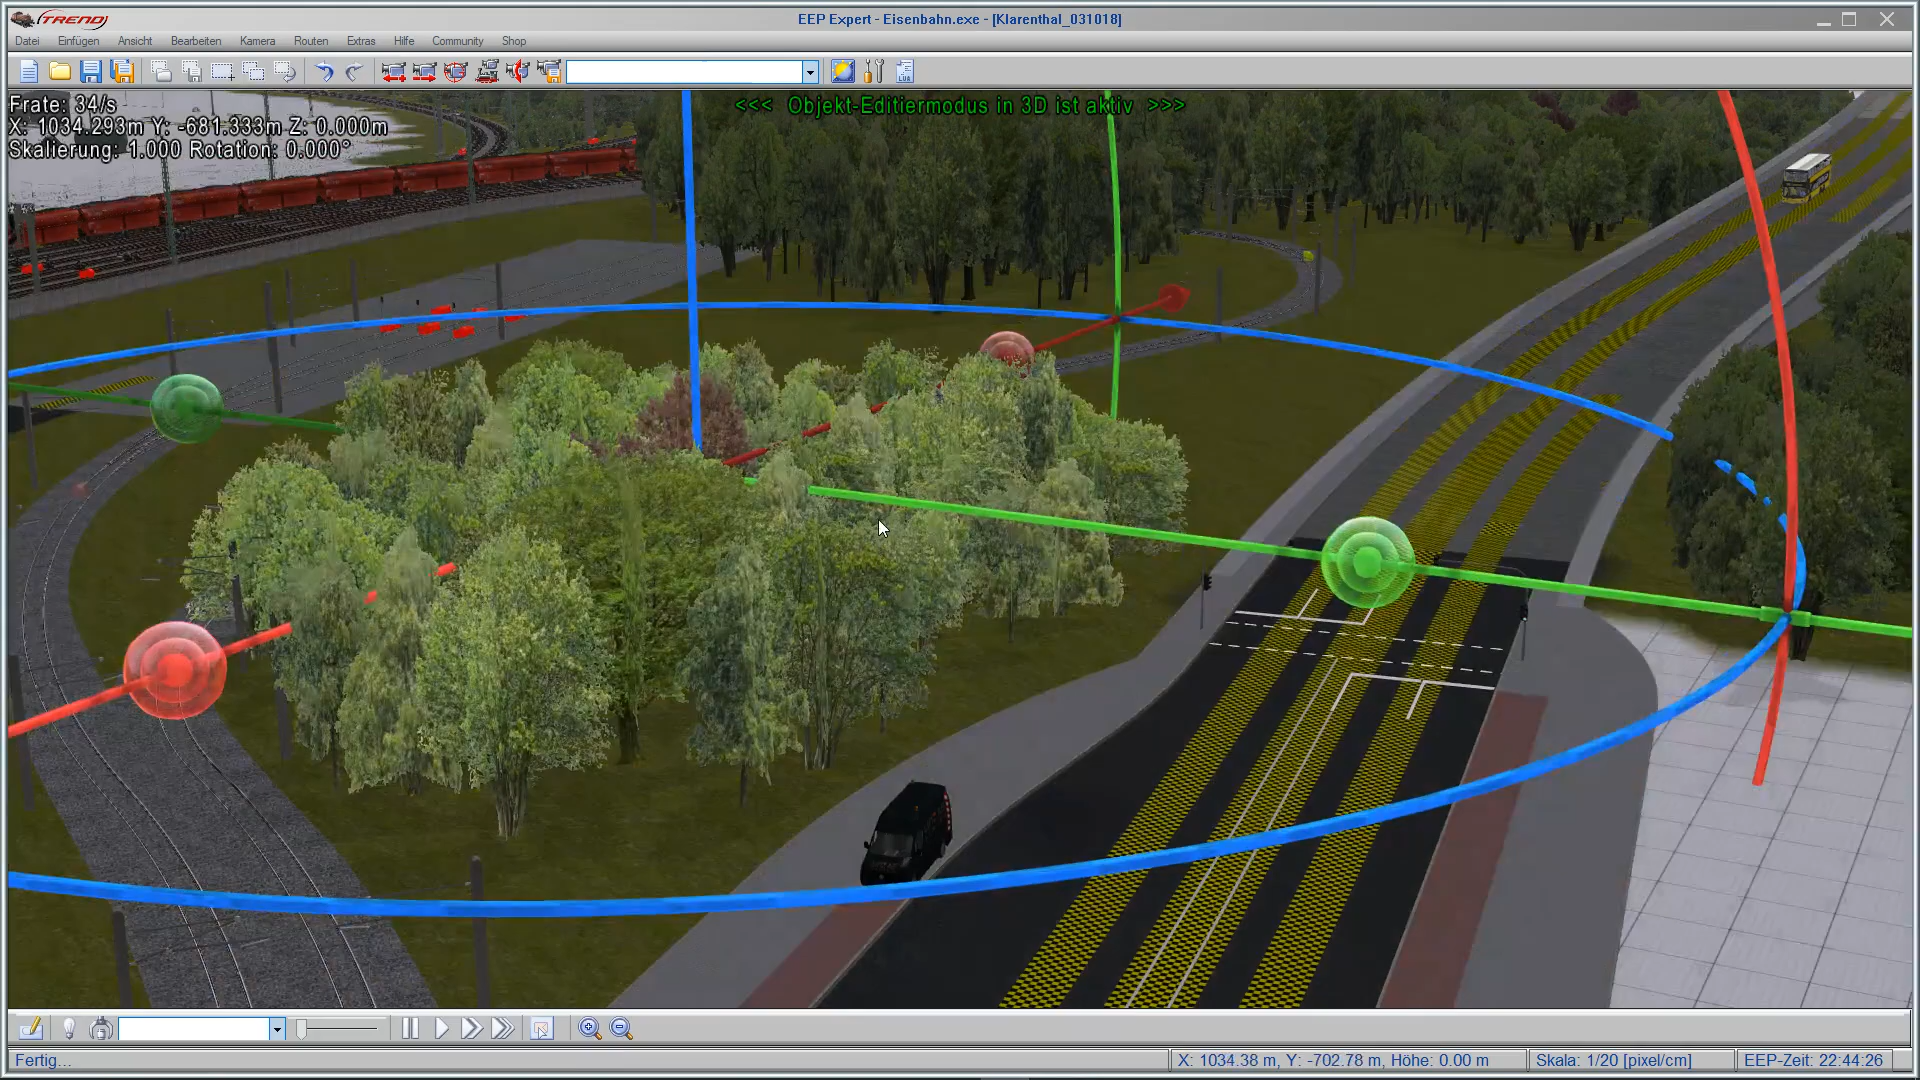 TREND
EEP Expert - Eisenbahn.exe - [Klarenthal_031018]
Datei Einfügen Ansicht Bearbeiten Kamera Routen Extras Hilfe Community Shop
LUA
<<< Objekt-Editiermodus in 3D ist aktiv >>>
Frate: 34/s
X: 1034.293m Y: -681.333m Z: 0.000m
Skalierung: 1.000 Rotation: 0.000°
Fertig...
X: 1034.38 m, Y: -702.78 m, Höhe: 0.00 m
Skala: 1/20 [pixel/cm]
EEP-Zeit: 22:44:26